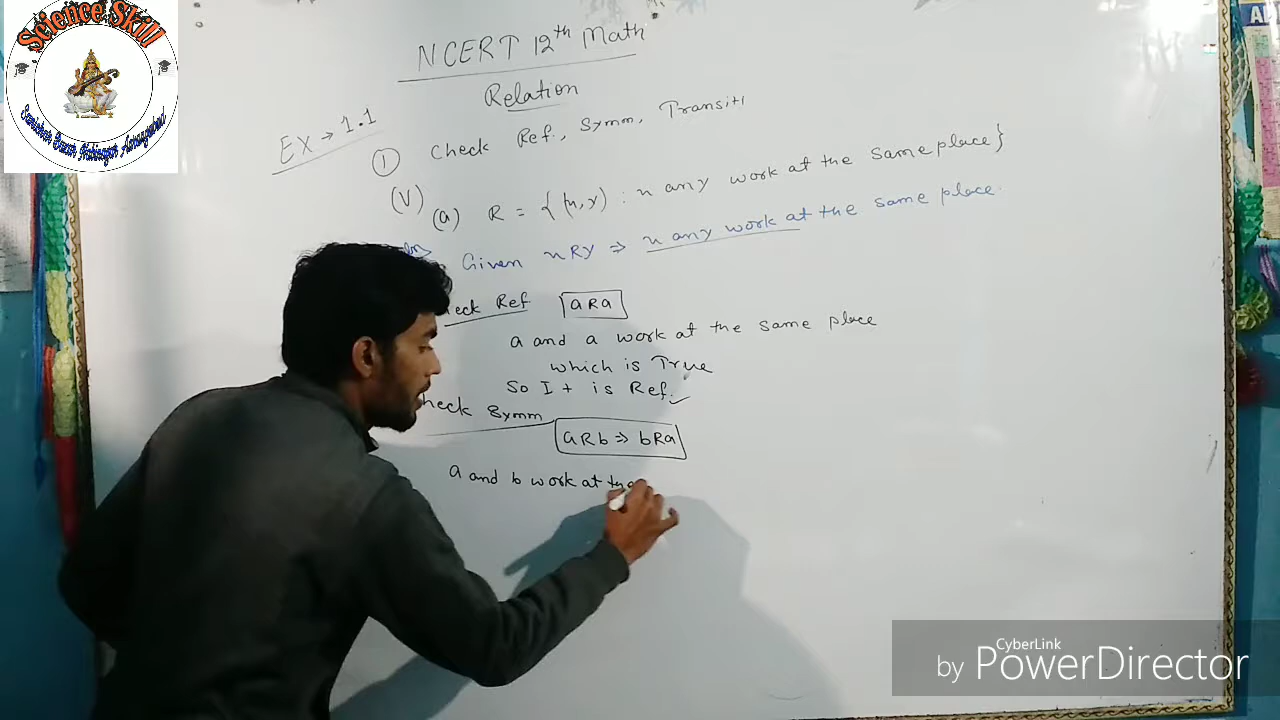 Science Skill
NCERT 12th Math
Relation
EX → 1.1
① Check Ref., Symm, Transiti
(V) (a) R = {(x, y) : x any work at the same place}
Given xRy ⇒ x any work at the same place.
eck Ref aRa
a and a work at the same place
which is True
So It is Ref. ✓
heck Symm
aRb ⇒ bRa
a and b work at
CyberLink
by PowerDirector